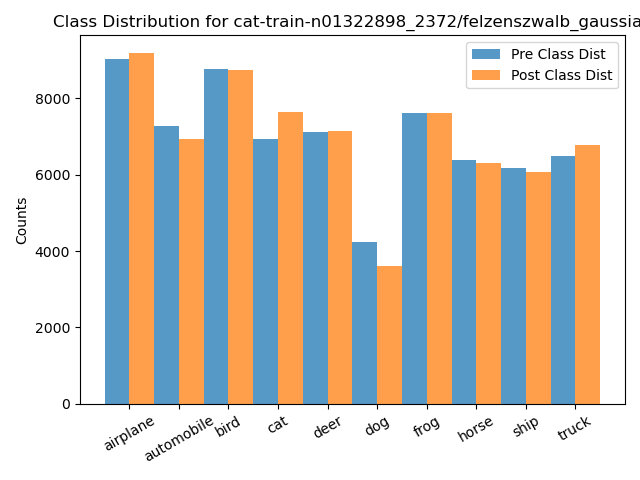 Class Distribution for cat-train-n01322898_2372/felzenszwalb_gaussia
Pre Class Dist
Post Class Dist
Counts
8000
6000
4000
2000
0
airplane
automobile
bird
cat
deer
dog
frog
horse
ship
truck